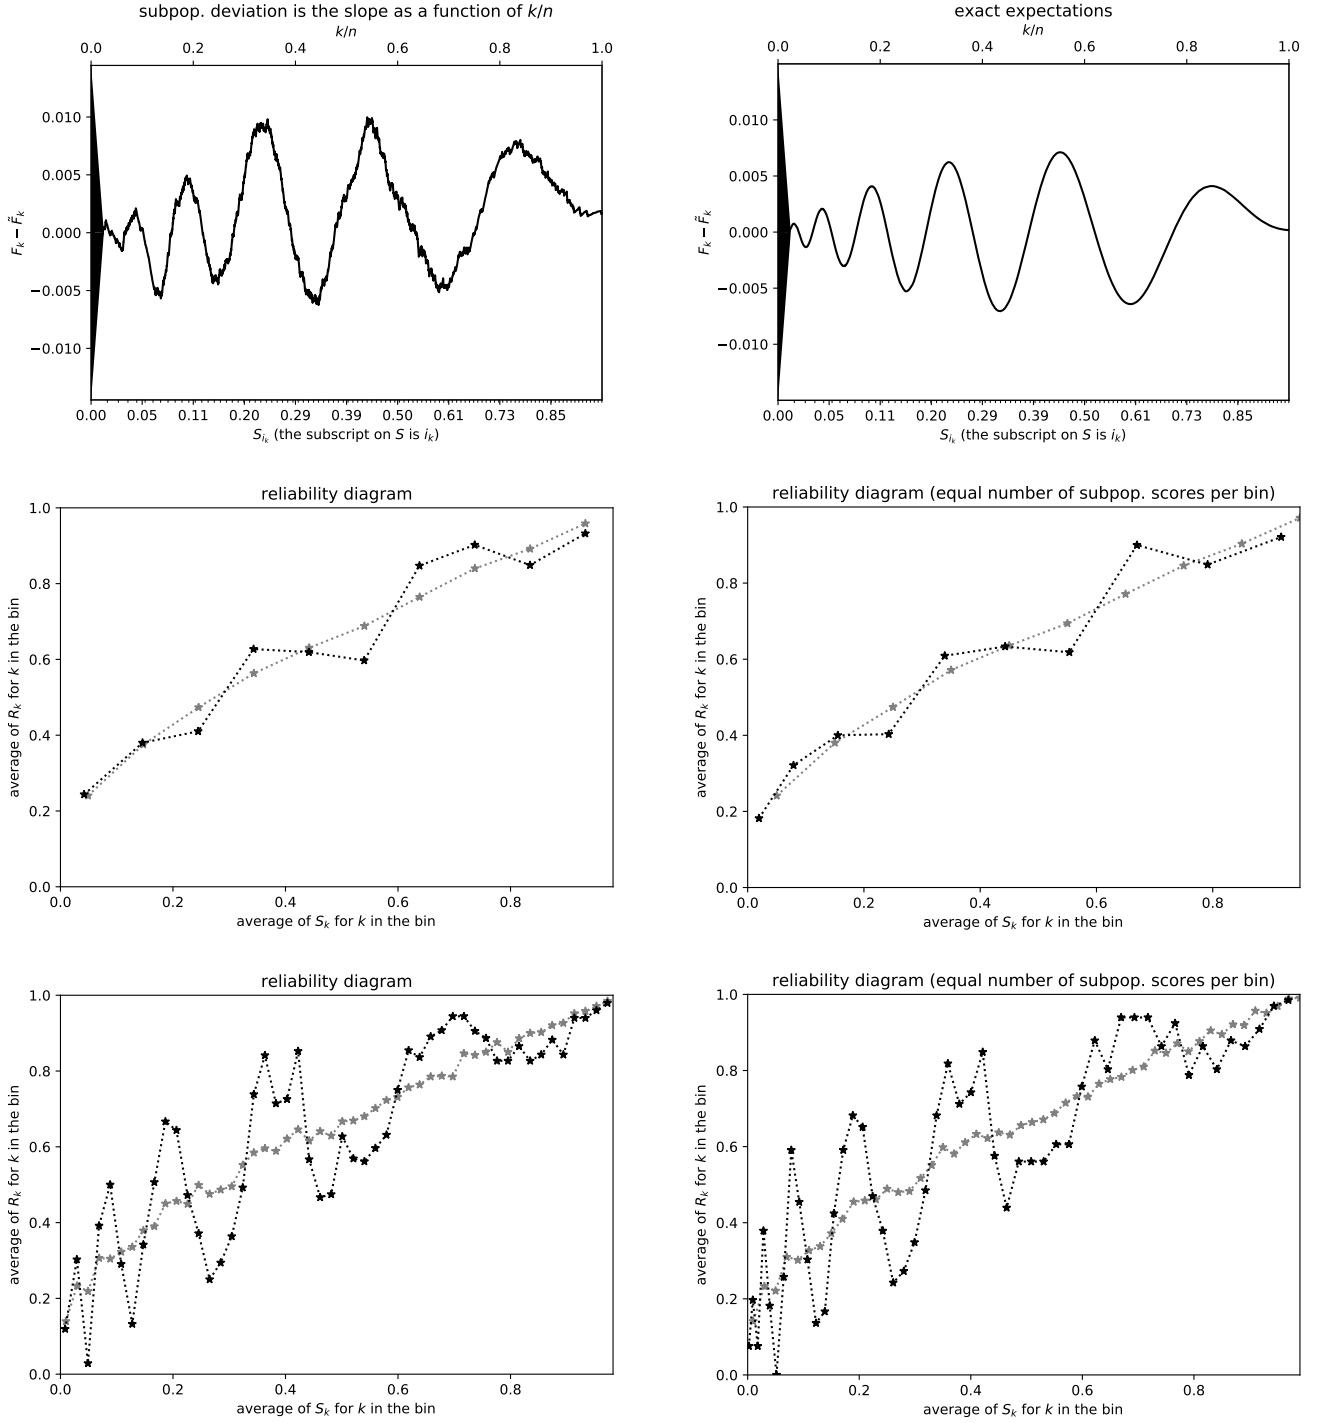 subpop. deviation is the slope as a function of k/n
k/n
0.0 0.2 0.4 0.6 0.8 1.0
0.010
0.005
0.000
−0.005
−0.010
F_k − F̃_k
0.00 0.05 0.11 0.20 0.29 0.39 0.50 0.61 0.73 0.85
S_{i_k} (the subscript on S is i_k)
exact expectations
k/n
0.0 0.2 0.4 0.6 0.8 1.0
0.010
0.005
0.000
−0.005
−0.010
F_k − F̃_k
0.00 0.05 0.11 0.20 0.29 0.39 0.50 0.61 0.73 0.85
S_{i_k} (the subscript on S is i_k)
reliability diagram
1.0
0.8
0.6
0.4
0.2
0.0
average of R_k for k in the bin
0.0 0.2 0.4 0.6 0.8
average of S_k for k in the bin
reliability diagram (equal number of subpop. scores per bin)
1.0
0.8
0.6
0.4
0.2
0.0
average of R_k for k in the bin
0.0 0.2 0.4 0.6 0.8
average of S_k for k in the bin
reliability diagram
1.0
0.8
0.6
0.4
0.2
0.0
average of R_k for k in the bin
0.0 0.2 0.4 0.6 0.8
average of S_k for k in the bin
reliability diagram (equal number of subpop. scores per bin)
1.0
0.8
0.6
0.4
0.2
0.0
average of R_k for k in the bin
0.0 0.2 0.4 0.6 0.8
average of S_k for k in the bin